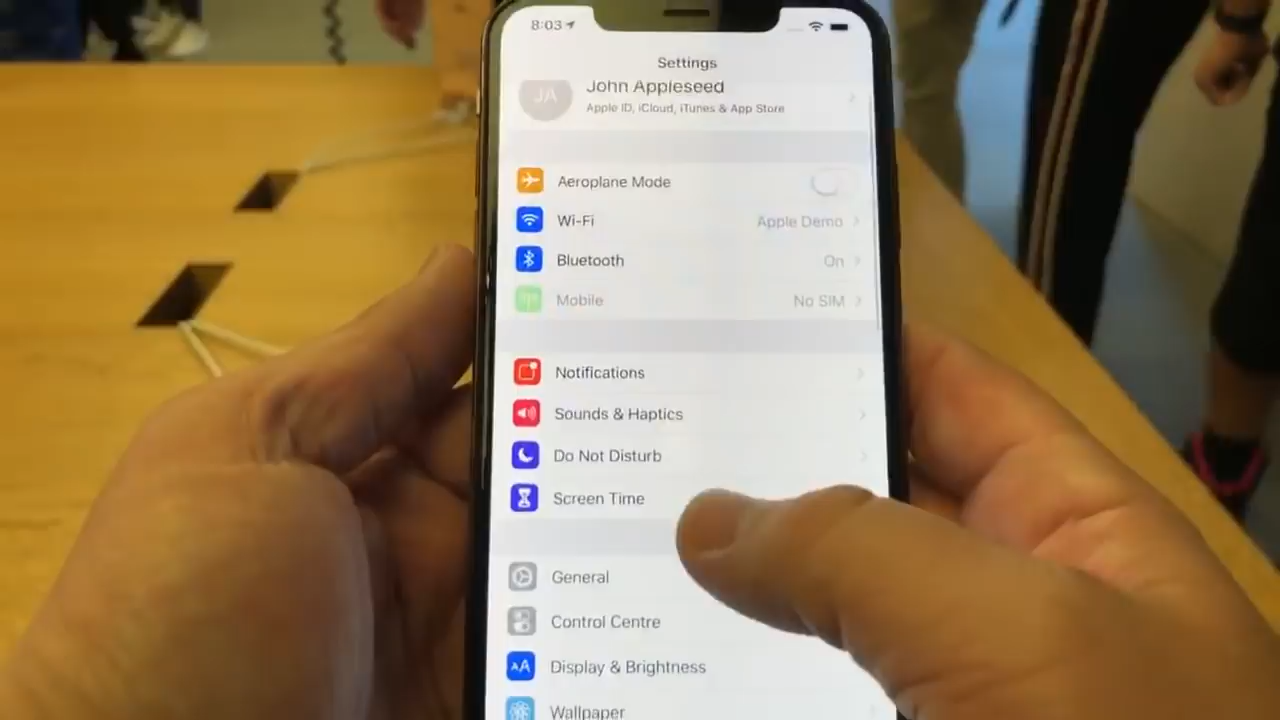 8:03
Settings
JA
John Appleseed
Apple ID, iCloud, iTunes & App Store
Aeroplane Mode
Wi-Fi Apple Demo
Bluetooth On
Mobile No SIM
Notifications
Sounds & Haptics
Do Not Disturb
Screen Time
General
Control Centre
AA Display & Brightness
Wallpaper